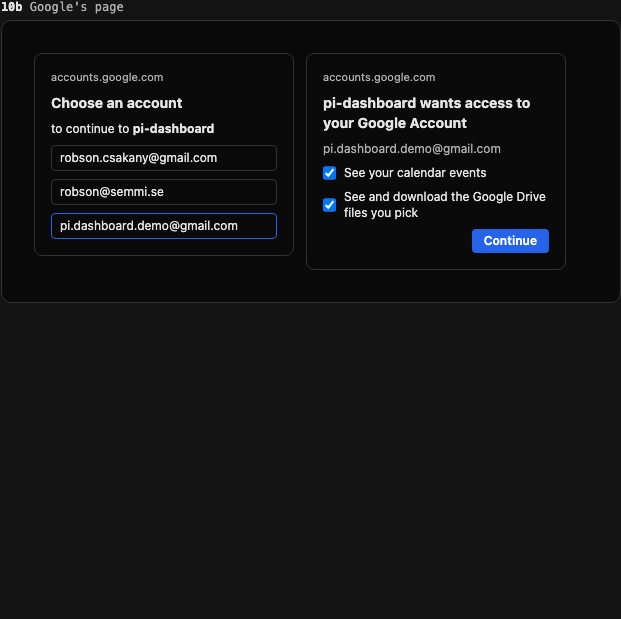 10b Google's page
accounts.google.com
Choose an account
to continue to pi-dashboard
robson.csakany@gmail.com
robson@semmi.se
pi.dashboard.demo@gmail.com
accounts.google.com
pi-dashboard wants access to
your Google Account
pi.dashboard.demo@gmail.com
See your calendar events
See and download the Google Drive
files you pick
Continue